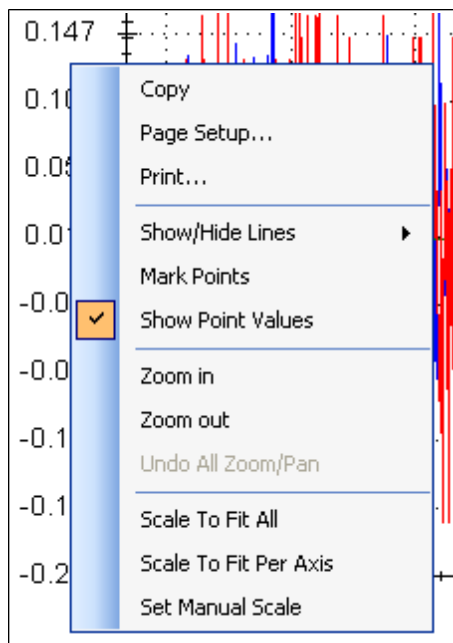 0.147
Copy
Page Setup...
Print...
Show/Hide Lines
Mark Points
Show Point Values
Zoom in
Zoom out
Undo All Zoom/Pan
Scale To Fit All
Scale To Fit Per Axis
Set Manual Scale